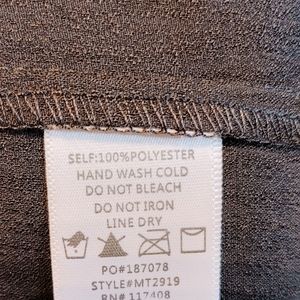 SELF:100%POLYESTER
HAND WASH COLD
DO NOT BLEACH
DO NOT IRON
LINE DRY
PO#187078
STYLE#MT2919
RN# 117408